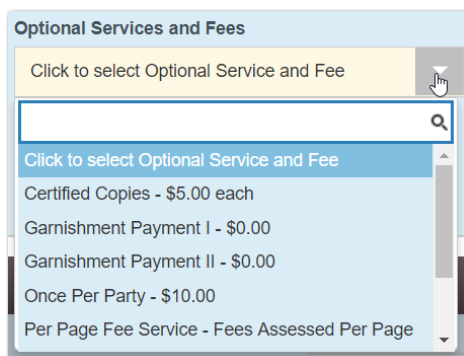 Optional Services and Fees
Click to select Optional Service and Fee
Click to select Optional Service and Fee
Certified Copies - $5.00 each
Garnishment Payment I - $0.00
Garnishment Payment II - $0.00
Once Per Party - $10.00
Per Page Fee Service - Fees Assessed Per Page